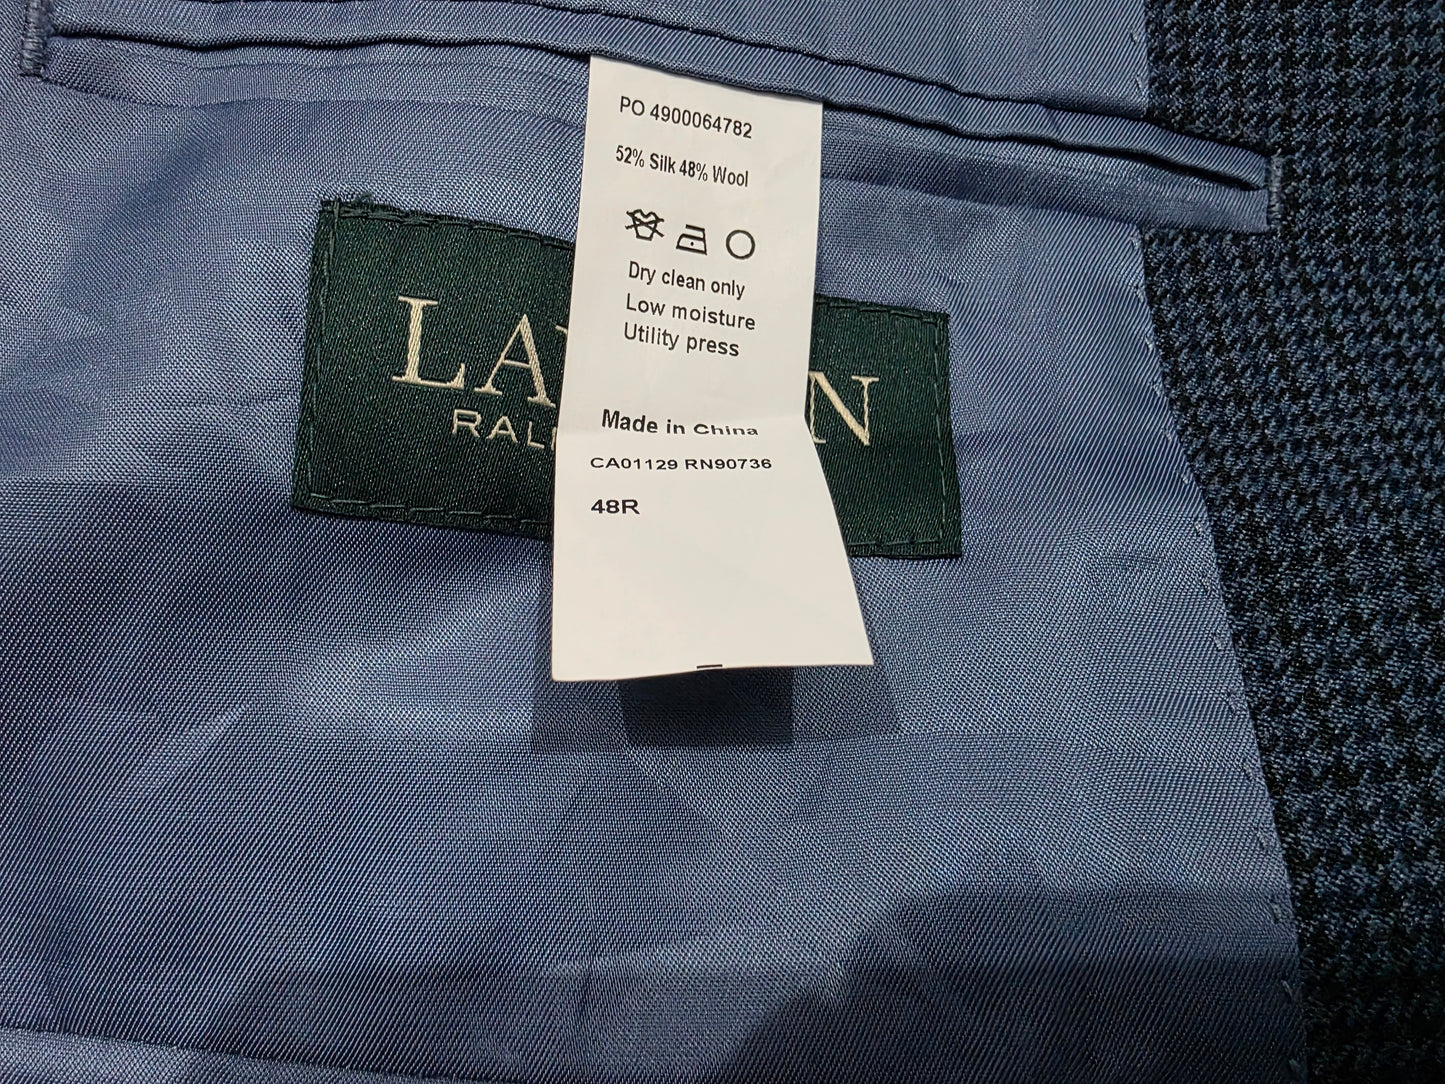 PO 4900064782
52% Silk 48% Wool
Dry clean only
Low moisture
Utility press
Made in China
CA01129 RN90736
48R